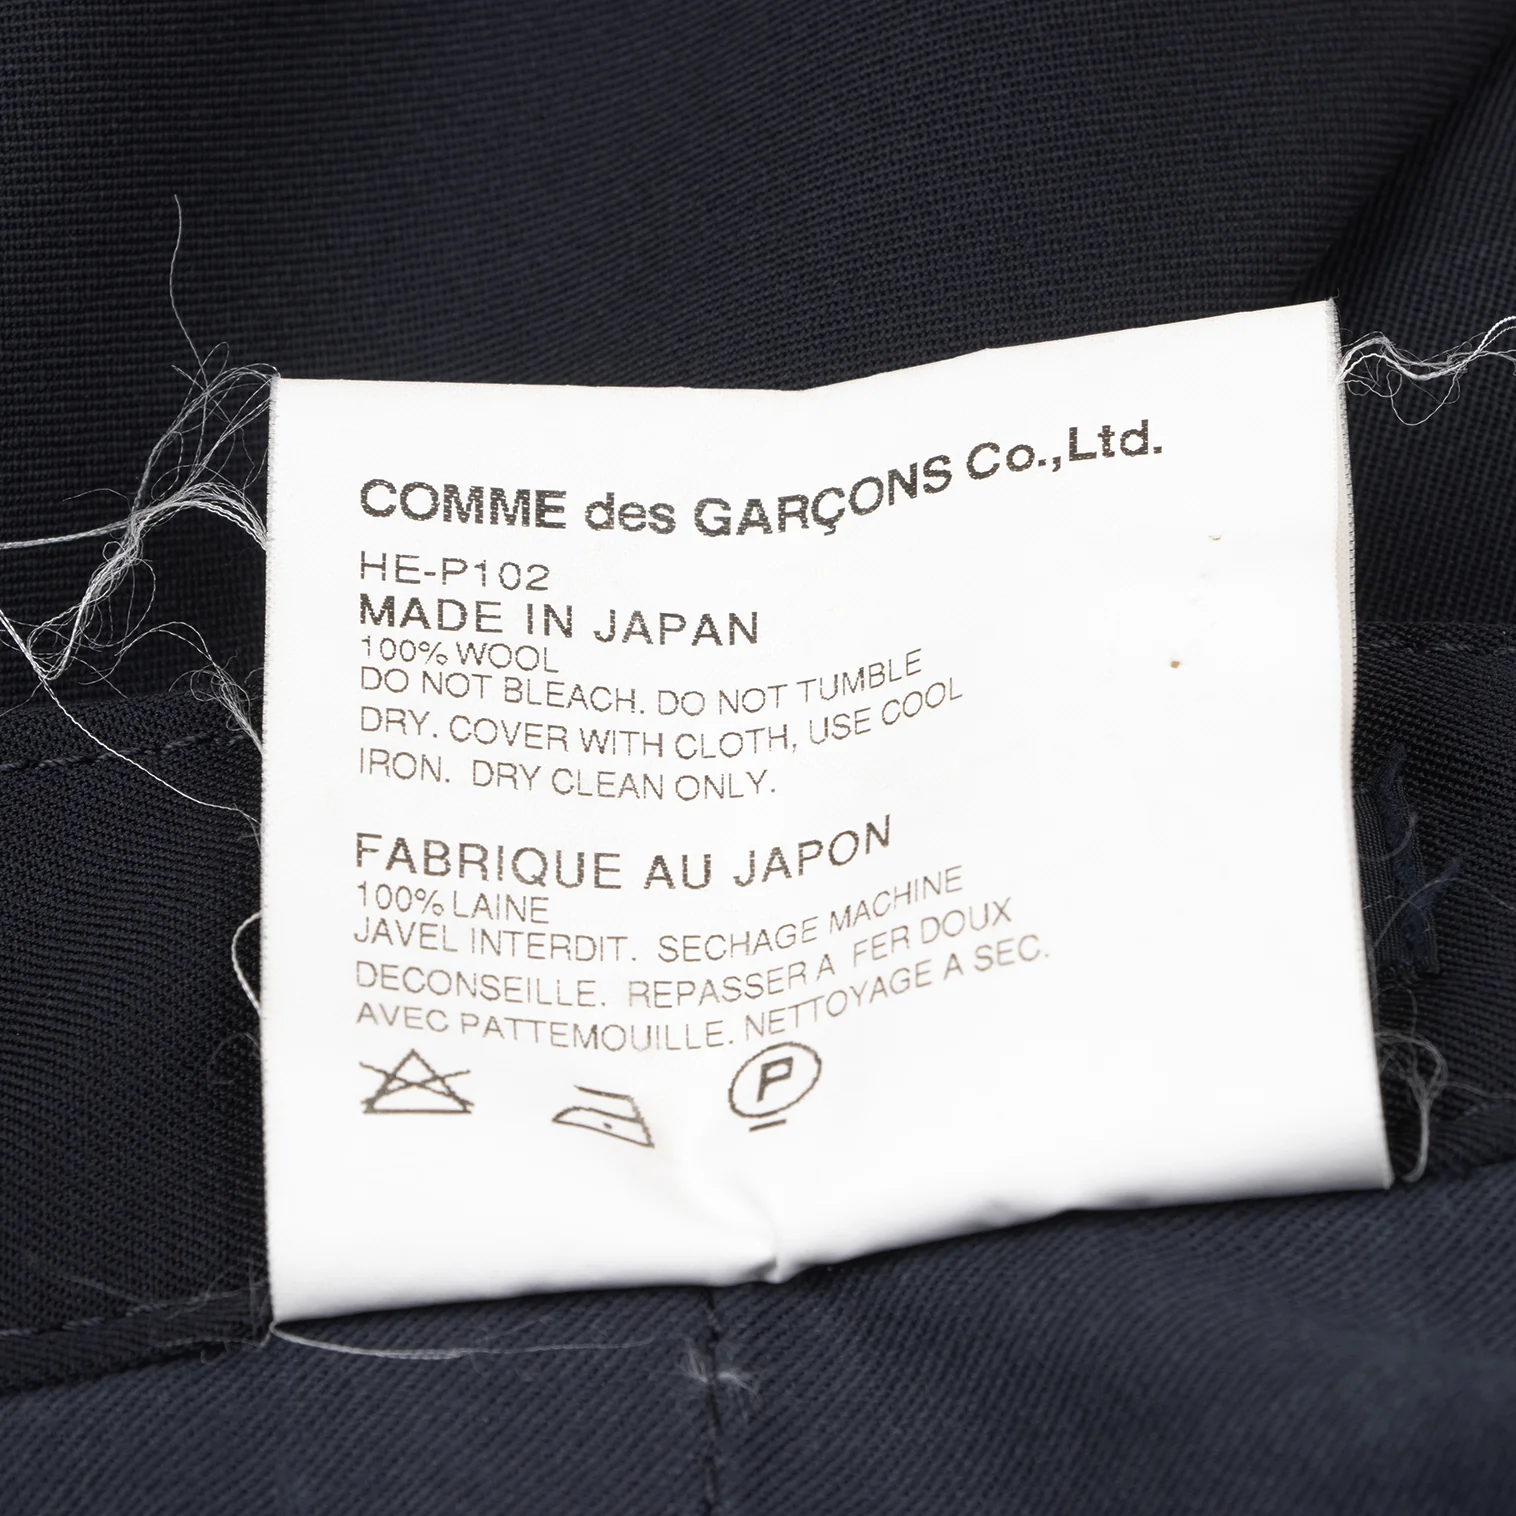 COMME des GARÇONS Co.,Ltd.
HE-P102
MADE IN JAPAN
100% WOOL
DO NOT BLEACH. DO NOT TUMBLE
DRY. COVER WITH CLOTH, USE COOL
IRON. DRY CLEAN ONLY.
FABRIQUE AU JAPON
100% LAINE
JAVEL INTERDIT. SECHAGE MACHINE
DECONSEILLE. REPASSER A FER DOUX
AVEC PATTEMOUILLE. NETTOYAGE A SEC.
P